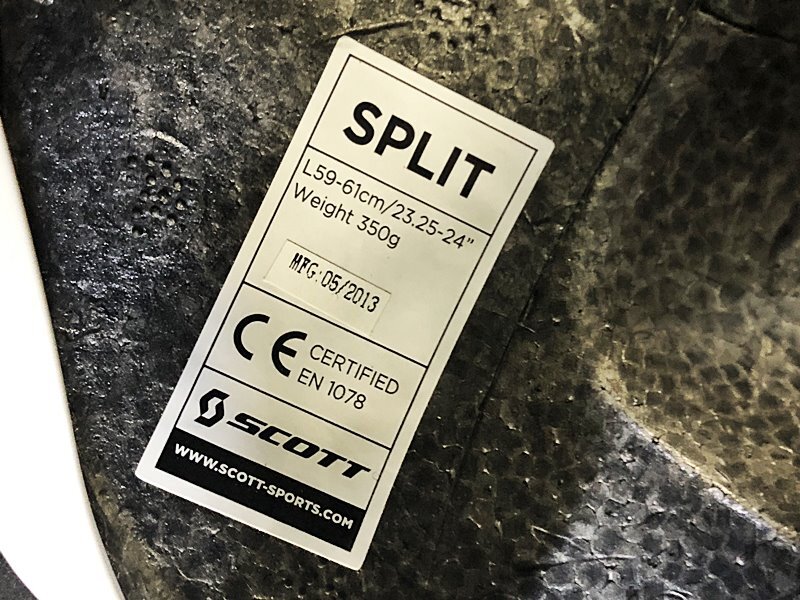 SPLIT
L59-61cm/23.25-24"
Weight 350g
MFG:05/2013
CE CERTIFIED
EN 1078
SCOTT
WWW.SCOTT-SPORTS.COM